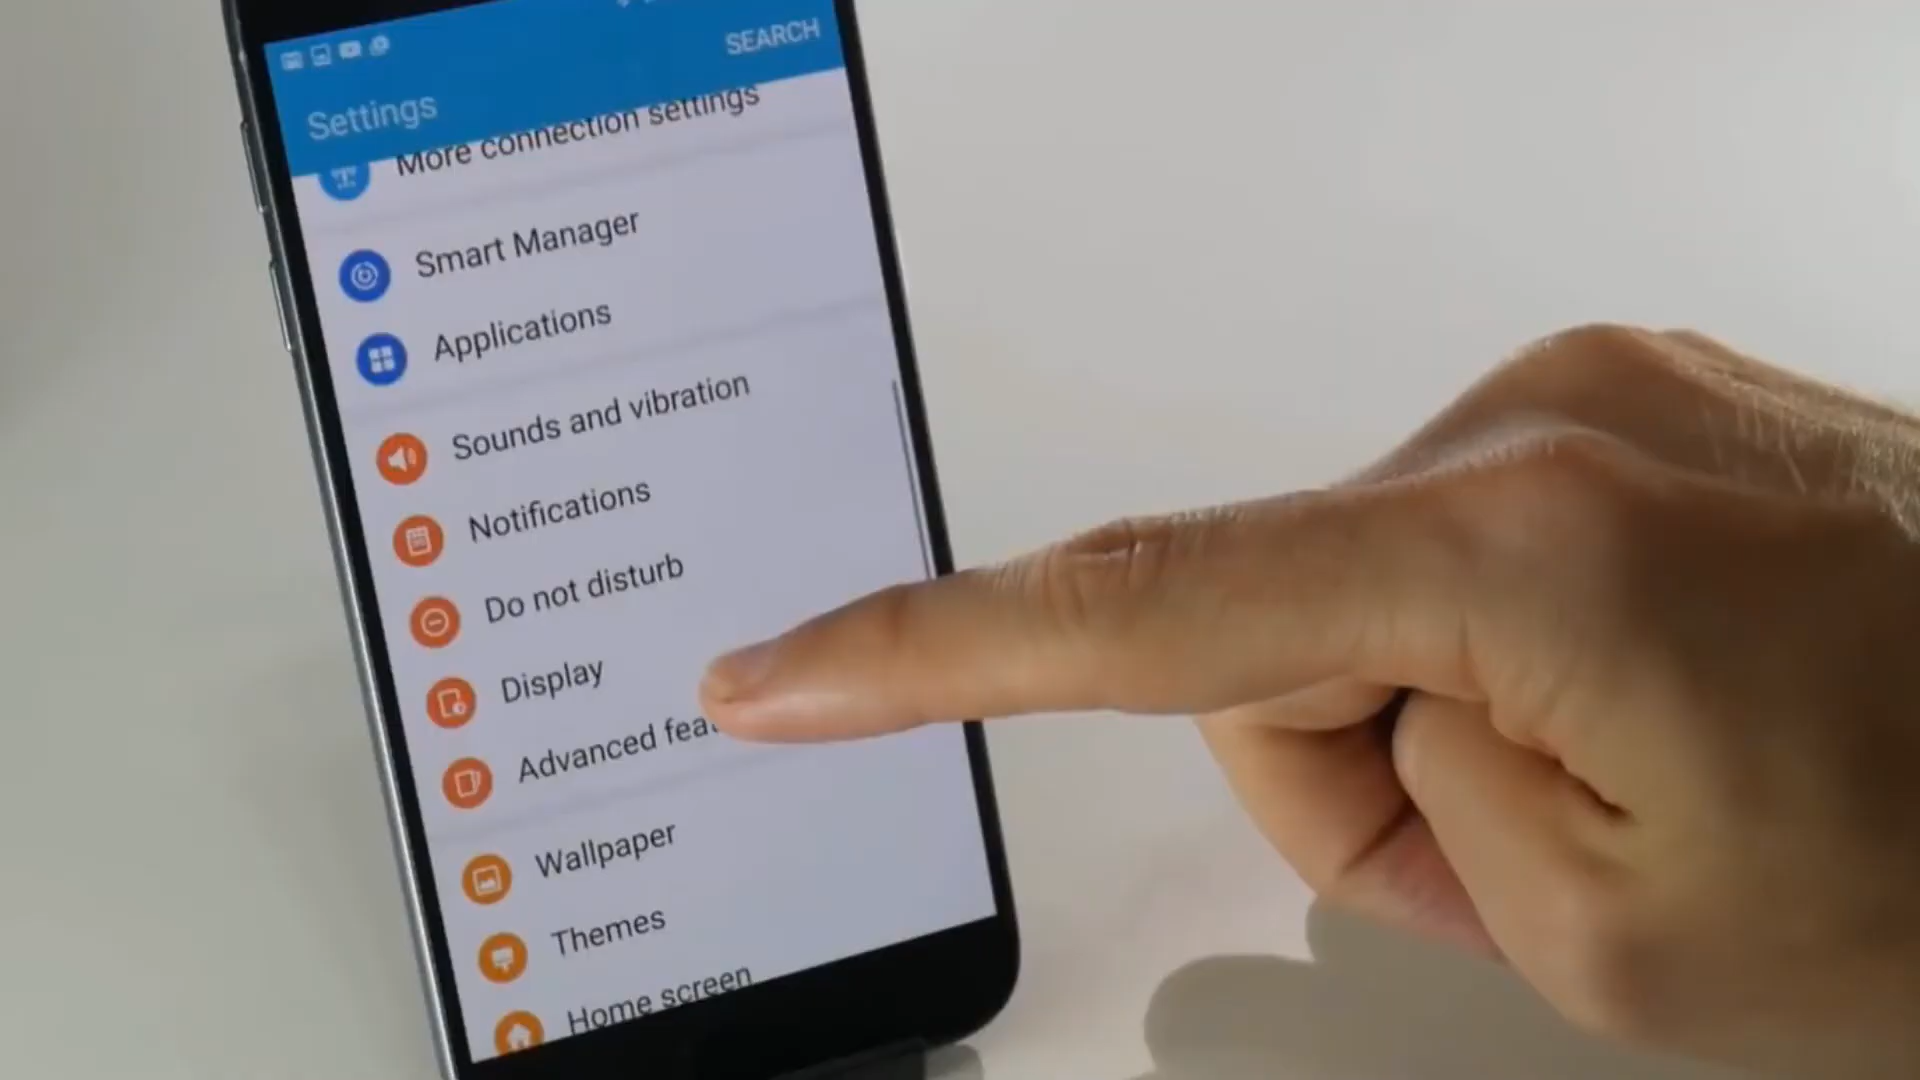 SEARCH
Settings
More connection settings
Smart Manager
Applications
Sounds and vibration
Notifications
Do not disturb
Display
Advanced
Wallpaper
Themes
Home screen